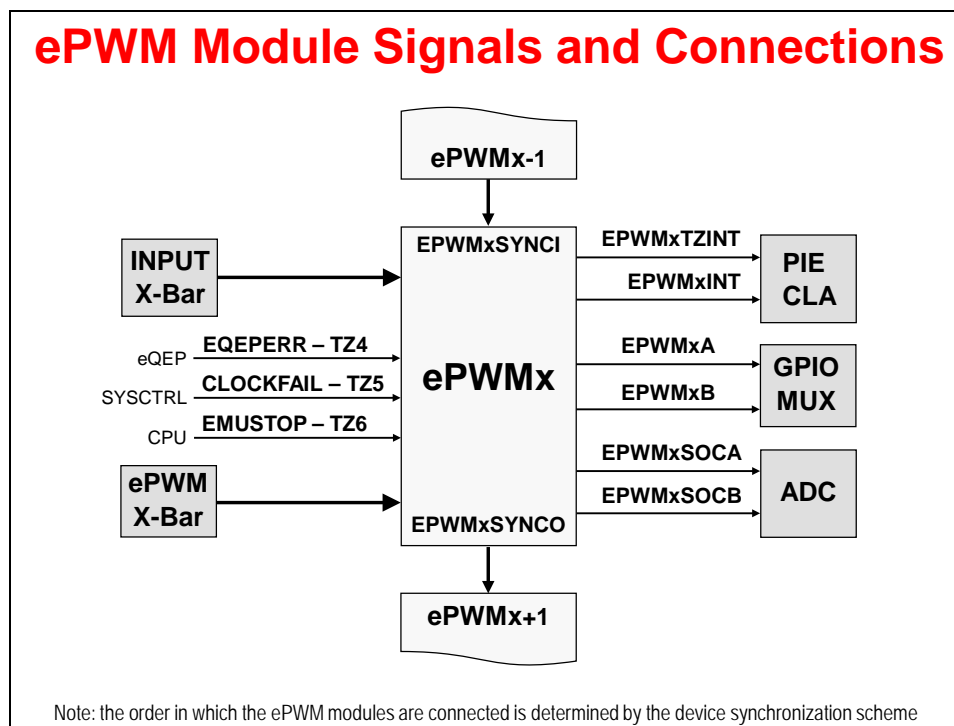 ePWM Module Signals and Connections
ePWMx-1
EPWMxSYNCI
INPUT
X-Bar
eQEP
EQEPERR – TZ4
SYSCTRL
CLOCKFAIL – TZ5
CPU
EMUSTOP – TZ6
ePWM
X-Bar
ePWMx
EPWMxSYNCO
EPWMxTZINT
EPWMxINT
PIE
CLA
EPWMxA
EPWMxB
GPIO
MUX
EPWMxSOCA
EPWMxSOCB
ADC
ePWMx+1
Note: the order in which the ePWM modules are connected is determined by the device synchronization scheme